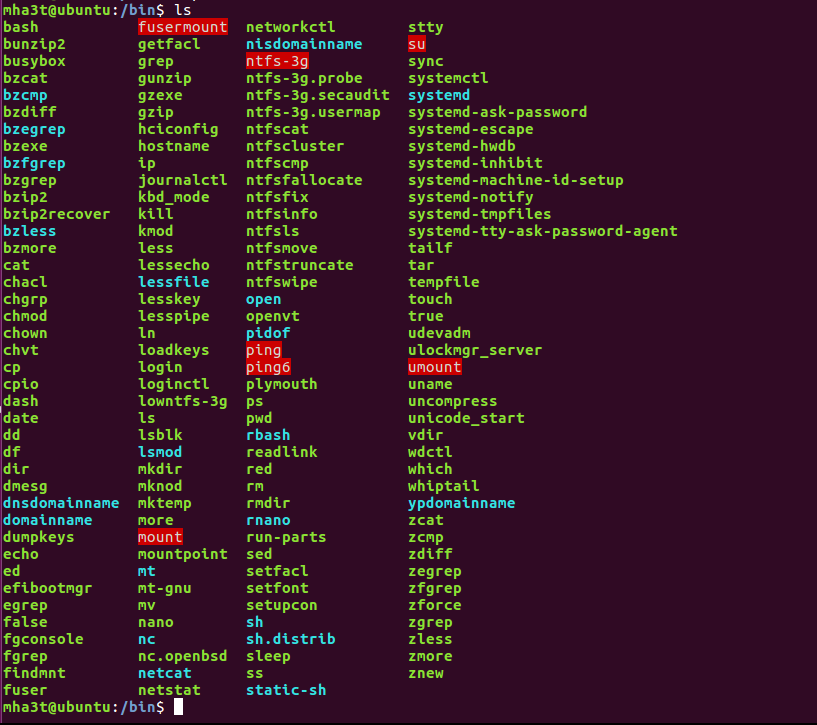 mha3t@ubuntu:/bin$ ls
bash fusermount networkctl stty
bunzip2 getfacl nisdomainname su
busybox grep ntfs-3g sync
bzcat gunzip ntfs-3g.probe systemctl
bzcmp gzexe ntfs-3g.secaudit systemd
bzdiff gzip ntfs-3g.usermap systemd-ask-password
bzegrep hciconfig ntfscat systemd-escape
bzexe hostname ntfscluster systemd-hwdb
bzfgrep ip ntfscmp systemd-inhibit
bzgrep journalctl ntfsfallocate systemd-machine-id-setup
bzip2 kbd_mode ntfsfix systemd-notify
bzip2recover kill ntfsinfo systemd-tmpfiles
bzless kmod ntfsls systemd-tty-ask-password-agent
bzmore less ntfsmove tailf
cat lessecho ntfstruncate tar
chacl lessfile ntfswipe tempfile
chgrp lesskey open touch
chmod lesspipe openvt true
chown ln pidof udevadm
chvt loadkeys ping ulockmgr_server
cp login ping6 umount
cpio loginctl plymouth uname
dash lowntfs-3g ps uncompress
date ls pwd unicode_start
dd lsblk rbash vdir
df lsmod readlink wdctl
dir mkdir red which
dmesg mknod rm whiptail
dnsdomainname mktemp rmdir ypdomainname
domainname more rnano zcat
dumpkeys mount run-parts zcmp
echo mountpoint sed zdiff
ed mt setfacl zegrep
efibootmgr mt-gnu setfont zfgrep
egrep mv setupcon zforce
false nano sh zgrep
fgconsole nc sh.distrib zless
fgrep nc.openbsd sleep zmore
findmnt netcat ss znew
fuser netstat static-sh
mha3t@ubuntu:/bin$